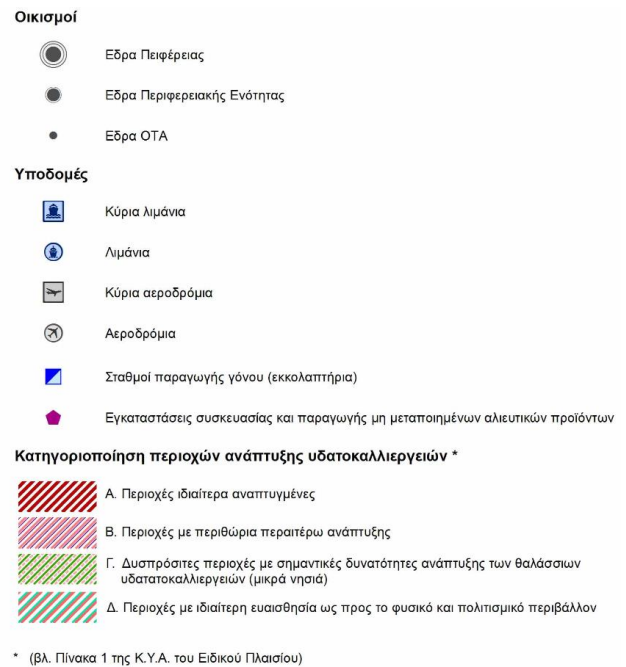 Οικισμοί
Εδρα Πειφέρειας
Εδρα Περιφερειακής Ενότητας
Εδρα ΟΤΑ
Υποδομές
Κύρια λιμάνια
Λιμάνια
Κύρια αεροδρόμια
Αεροδρόμια
Σταθμοί παραγωγής γόνου (εκκολαπτήρια)
Εγκαταστάσεις συσκευασίας και παραγωγής μη μεταποιημένων αλιευτικών προϊόντων
Κατηγοριοποίηση περιοχών ανάπτυξης υδατοκαλλιεργειών *
Α. Περιοχές ιδιαίτερα αναπτυγμένες
Β. Περιοχές με περιθώρια περαιτέρω ανάπτυξης
Γ. Δυσπρόσιτες περιοχές με σημαντικές δυνατότητες ανάπτυξης των θαλάσσιων
υδατατοκαλλιεργειών (μικρά νησιά)
Δ. Περιοχές με ιδιαίτερη ευαισθησία ως προς το φυσικό και πολιτισμικό περιβάλλον
* (βλ. Πίνακα 1 της Κ.Υ.Α. του Ειδικού Πλαισίου)